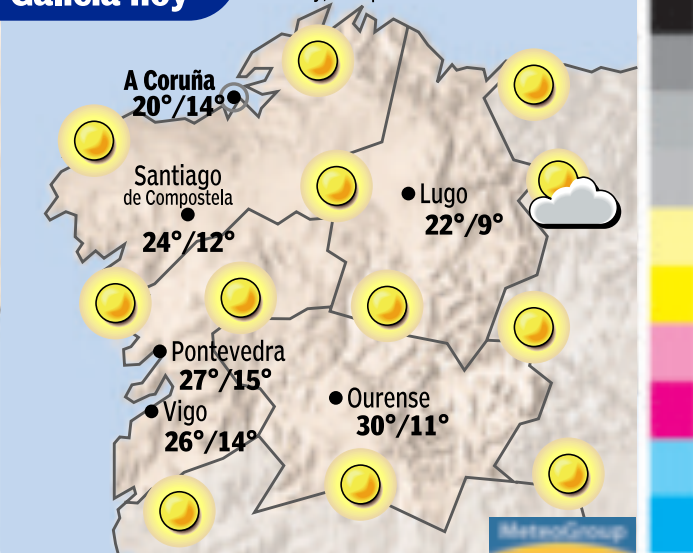 Galicia hoy
A Coruña
20°/14°
Santiago
de Compostela
24°/12°
Lugo
22°/9°
Pontevedra
27°/15°
Ourense
30°/11°
Vigo
26°/14°
MeteoGroup